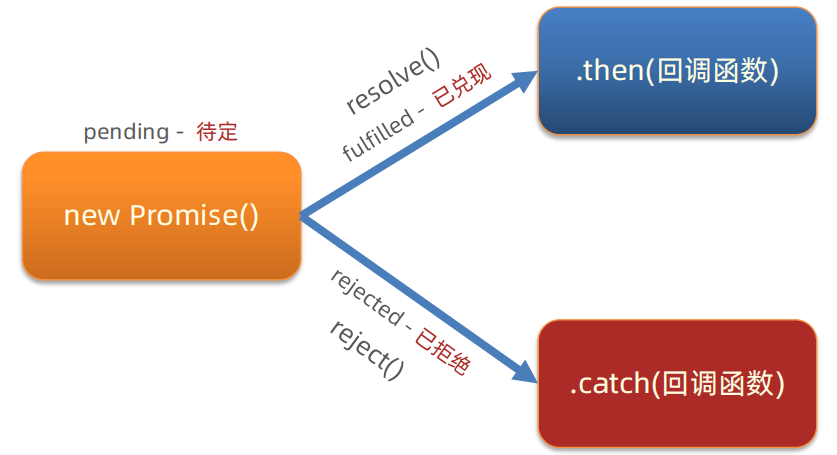 pending - 待定
new Promise()
resolve()
fulfilled - 已兑现
.then(回调函数)
rejected - 已拒绝
reject()
.catch(回调函数)